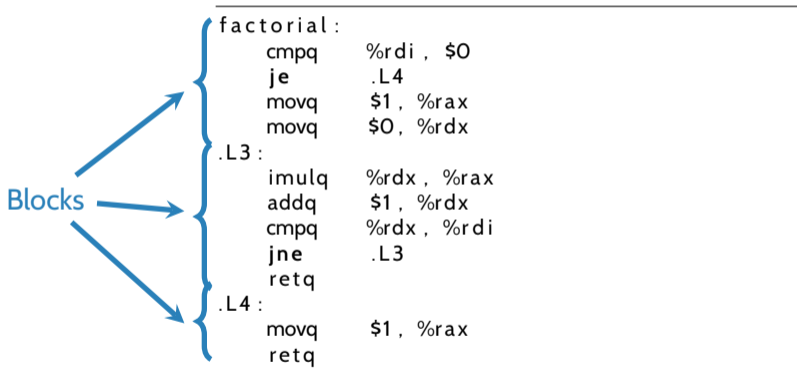 factorial:
cmpq %rdi, $0
je .L4
movq $1, %rax
movq $0, %rdx
.L3:
imulq %rdx, %rax
addq $1, %rdx
cmpq %rdx, %rdi
jne .L3
retq
.L4:
movq $1, %rax
retq
Blocks